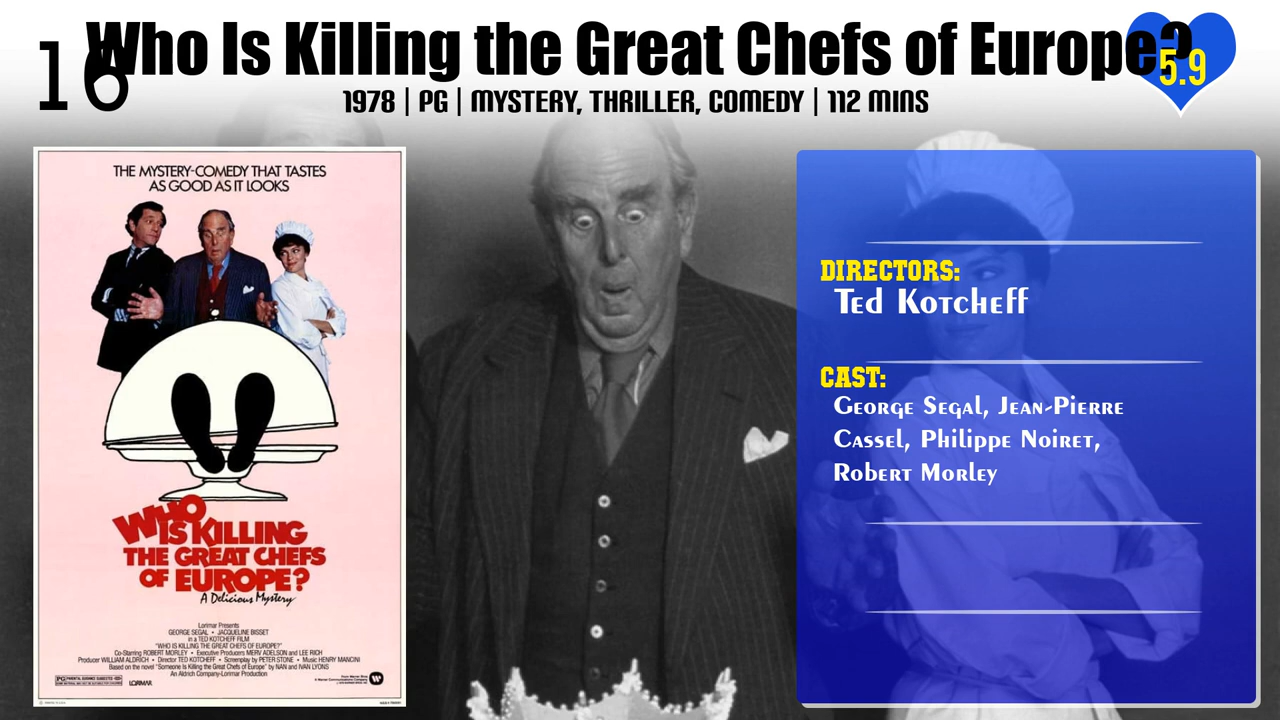 16
Who Is Killing the Great Chefs of Europe?
5.9
1978 | PG | MYSTERY, THRILLER, COMEDY | 112 MINS
THE MYSTERY-COMEDY THAT TASTES
AS GOOD AS IT LOOKS
WHO
IS KILLING
THE GREAT CHEFS
OF EUROPE?
A Delicious Mystery
Lorimar Presents
GEORGE SEGAL • JACQUELINE BISSET
in a TED KOTCHEFF FILM
"WHO IS KILLING THE GREAT CHEFS OF EUROPE?"
Co-Starring ROBERT MORLEY • Executive Producers MERV ADELSON and LEE RICH
Producer WILLIAM ALDRICH • Director TED KOTCHEFF • Screenplay by PETER STONE • Music HENRY MANCINI
Based on the novel "Someone Is Killing the Great Chefs of Europe" by NAN and IVAN LYONS
An Aldrich Company-Lorimar Production
PG PARENTAL GUIDANCE SUGGESTED
LORIMAR
DIRECTORS:
Ted Kotcheff
CAST:
George Segal, Jean-Pierre
Cassel, Philippe Noiret,
Robert Morley